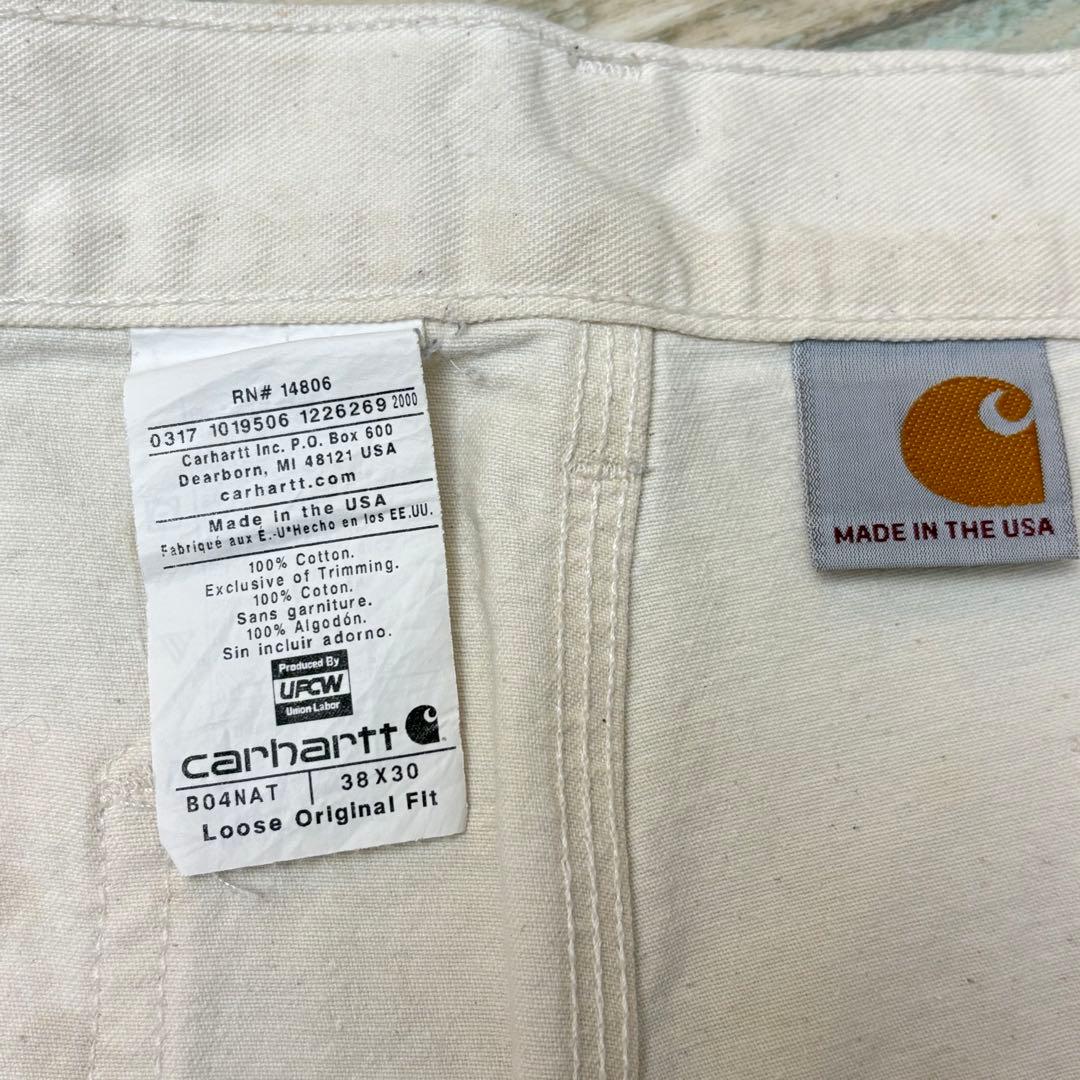 RN# 14806
0317 1019506 1226269 2000
Carhartt Inc. P.O. Box 600
Dearborn, MI 48121 USA
carhartt.com
Made in the USA
Fabriqué aux É.-U*Hecho en los EE.UU.
100% Cotton.
Exclusive of Trimming.
100% Coton.
Sans garniture.
100% Algodón.
Sin incluir adorno.
Produced By
UFCW
Union Labor
carhartt
B04NAT | 38 X 30
Loose Original Fit
MADE IN THE USA